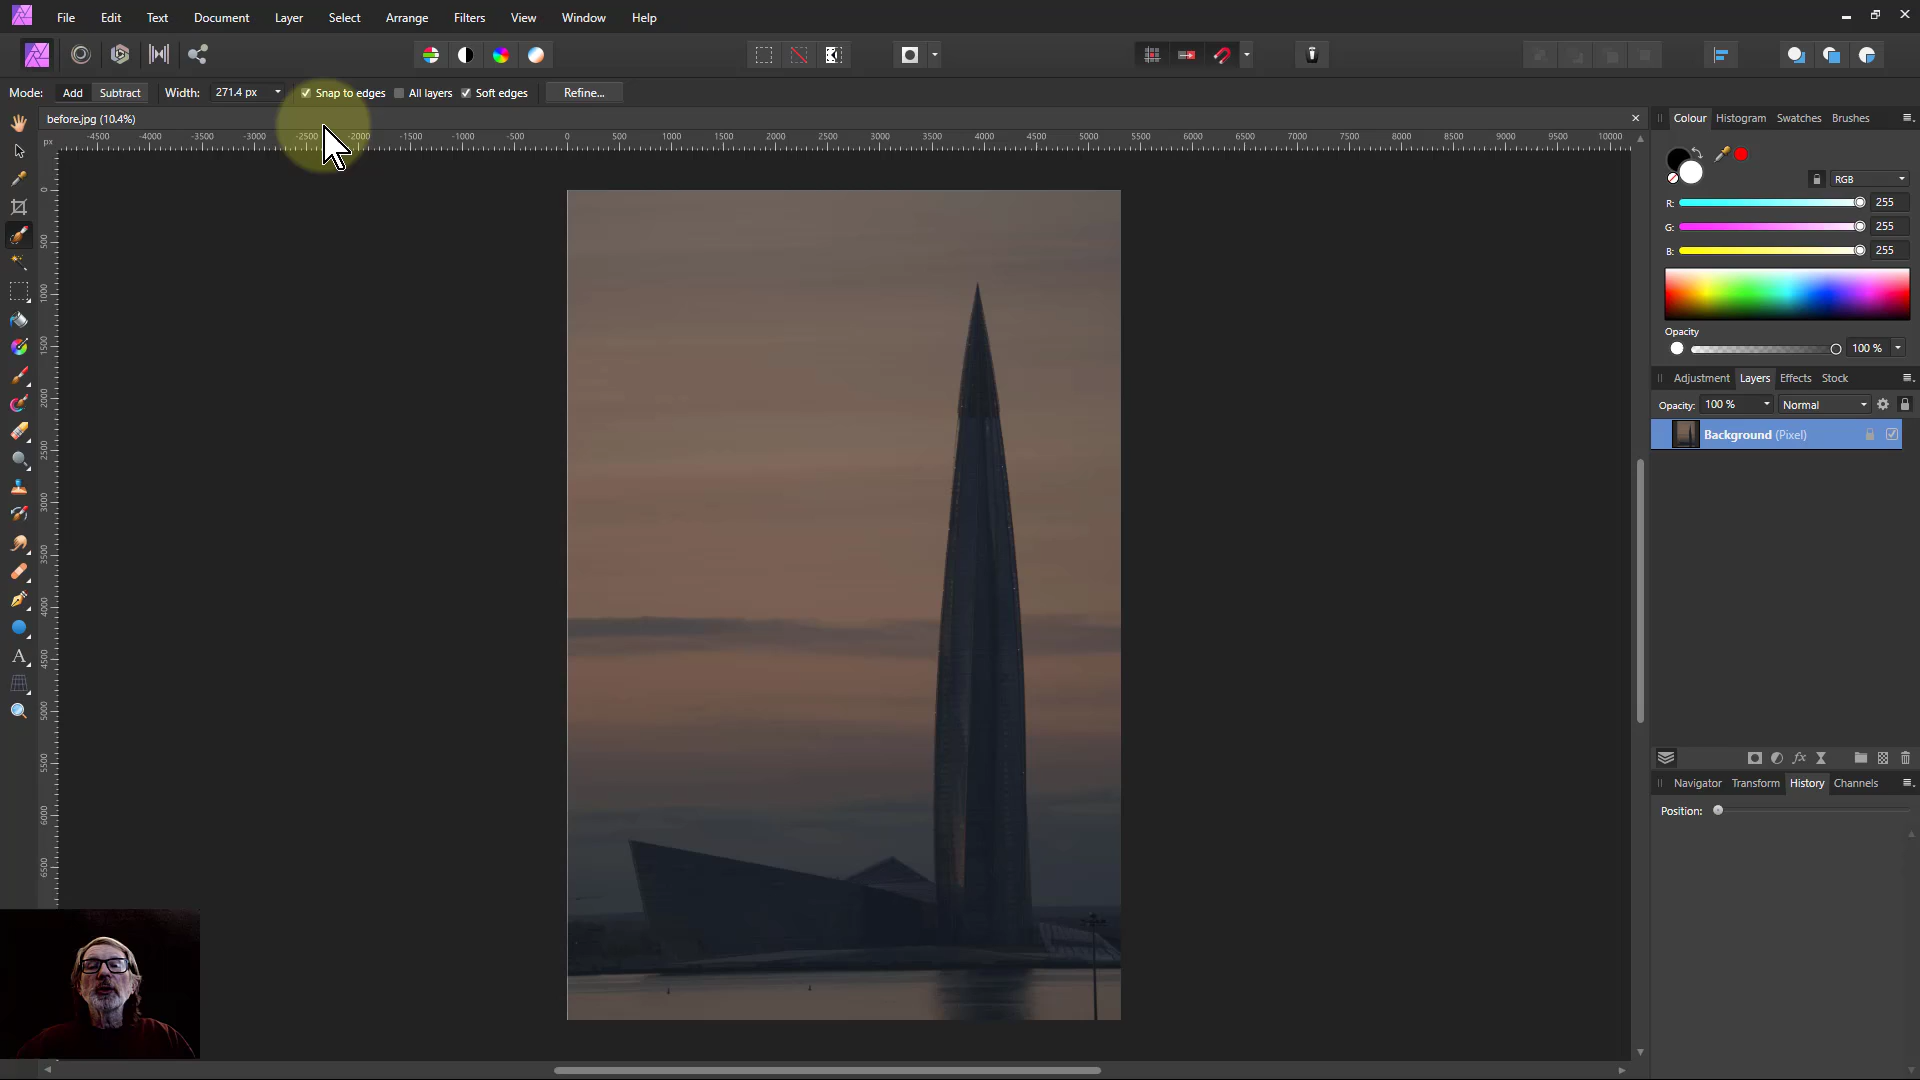 File Edit Text Document Layer Select Arrange Filters View Window Help
Mode: Add Subtract Width: 271.4 px Snap to edges All layers Soft edges Refine...
before.jpg (10.4%)
px
-4500 -4000 -3500 -3000 -2500 -2000 -1500 -1000 -500 0 500 1000 1500 2000 2500 3000 3500 4000 4500 5000 5500 6000 6500 7000 7500 8000 8500 9000 9500 10000
0
500
1000
1500
2000
2500
3000
3500
4000
4500
5000
5500
6000
6500
A
Colour Histogram Swatches Brushes
RGB
R: 255
G: 255
B: 255
Opacity
100 %
Adjustment Layers Effects Stock
Opacity: 100 % Normal
Background (Pixel)
fx
Navigator Transform History Channels
Position: